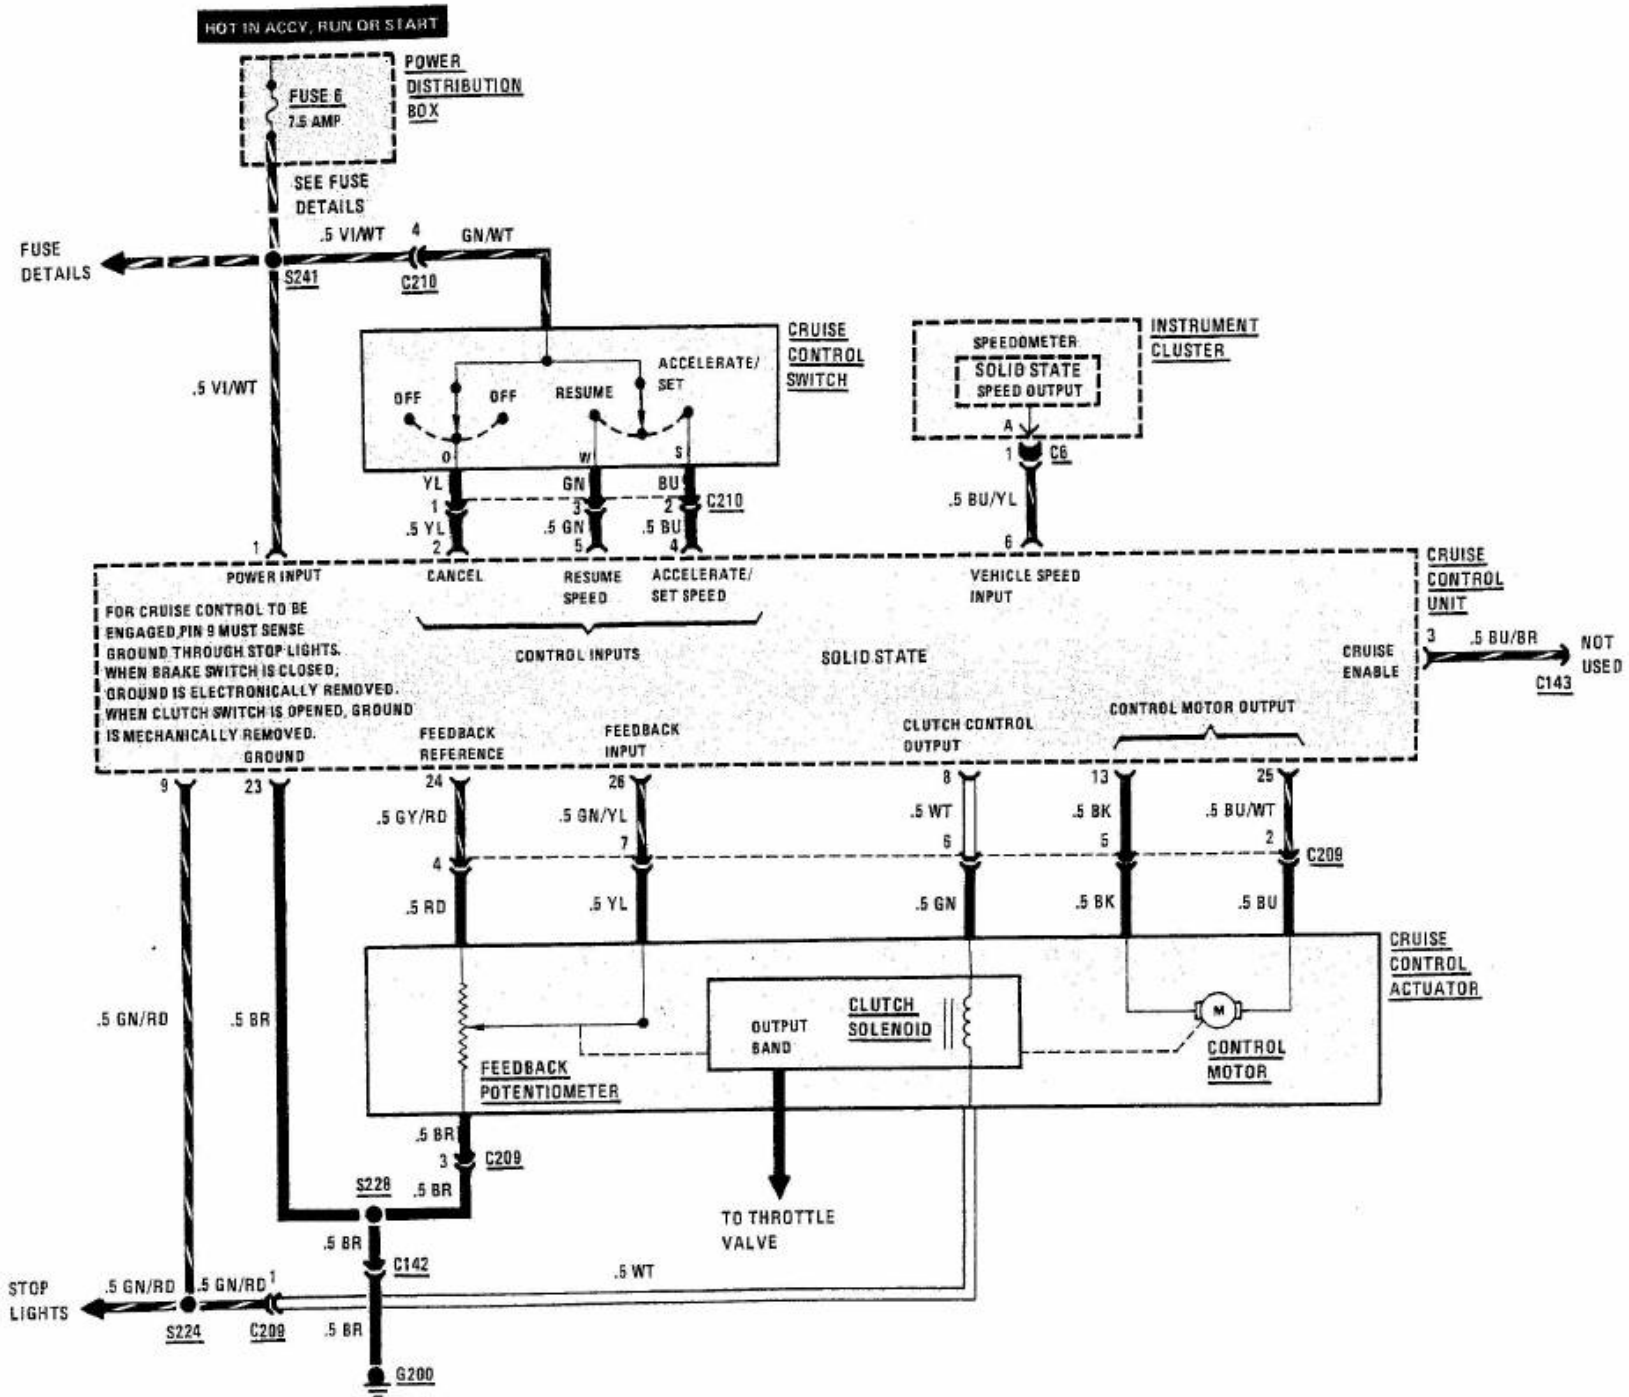 HOT IN ACCY, RUN OR START
POWER
DISTRIBUTION
BOX
FUSE 6
7.5 AMP
SEE FUSE
DETAILS
FUSE
DETAILS
.5 VI/WT
4
GN/WT
S241
C210
.5 VI/WT
CRUISE
CONTROL
SWITCH
ACCELERATE/
SET
RESUME
OFF
OFF
O
W
S
INSTRUMENT
CLUSTER
SPEEDOMETER
SOLID STATE
SPEED OUTPUT
A
1
C6
YL
GN
BU
1
3
2
C210
.5 YL
.5 GN
.5 BU
.5 BU/YL
1
2
5
4
6
CRUISE
CONTROL
UNIT
POWER INPUT
CANCEL
RESUME
SPEED
ACCELERATE/
SET SPEED
VEHICLE SPEED
INPUT
FOR CRUISE CONTROL TO BE
ENGAGED,PIN 9 MUST SENSE
GROUND THROUGH STOP LIGHTS.
WHEN BRAKE SWITCH IS CLOSED,
GROUND IS ELECTRONICALLY REMOVED.
WHEN CLUTCH SWITCH IS OPENED, GROUND
IS MECHANICALLY REMOVED.
CONTROL INPUTS
SOLID STATE
CRUISE
ENABLE
3
.5 BU/BR
NOT
USED
C143
GROUND
FEEDBACK
REFERENCE
FEEDBACK
INPUT
CLUTCH CONTROL
OUTPUT
CONTROL MOTOR OUTPUT
9
23
24
26
8
13
25
.5 GY/RD
.5 GN/YL
.5 WT
.5 BK
.5 BU/WT
4
7
6
5
2
C209
.5 RD
.5 YL
.5 GN
.5 BK
.5 BU
CRUISE
CONTROL
ACTUATOR
.5 GN/RD
.5 BR
CLUTCH
SOLENOID
OUTPUT
BAND
M
CONTROL
MOTOR
FEEDBACK
POTENTIOMETER
.5 BR
3
C209
.5 BR
S228
TO THROTTLE
VALVE
.5 BR
C142
.5 WT
STOP
LIGHTS
.5 GN/RD
.5 GN/RD
1
S224
C209
.5 BR
G200